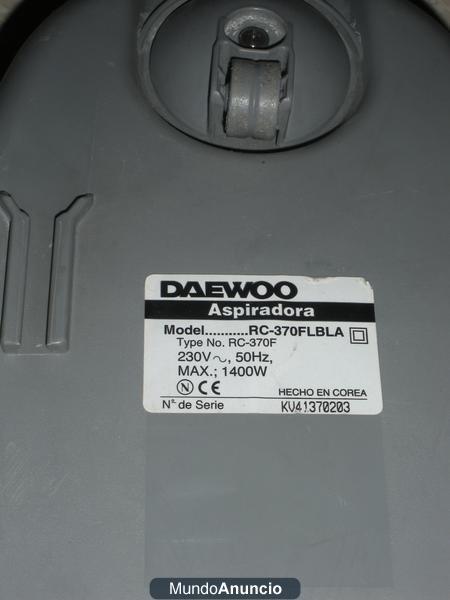 DAEWOO
Aspiradora
Model...........RC-370FLBLA
Type No. RC-370F
230V～, 50Hz,
MAX.; 1400W
N CE
HECHO EN COREA
Nº de Serie KV41370203
MundoAnuncio